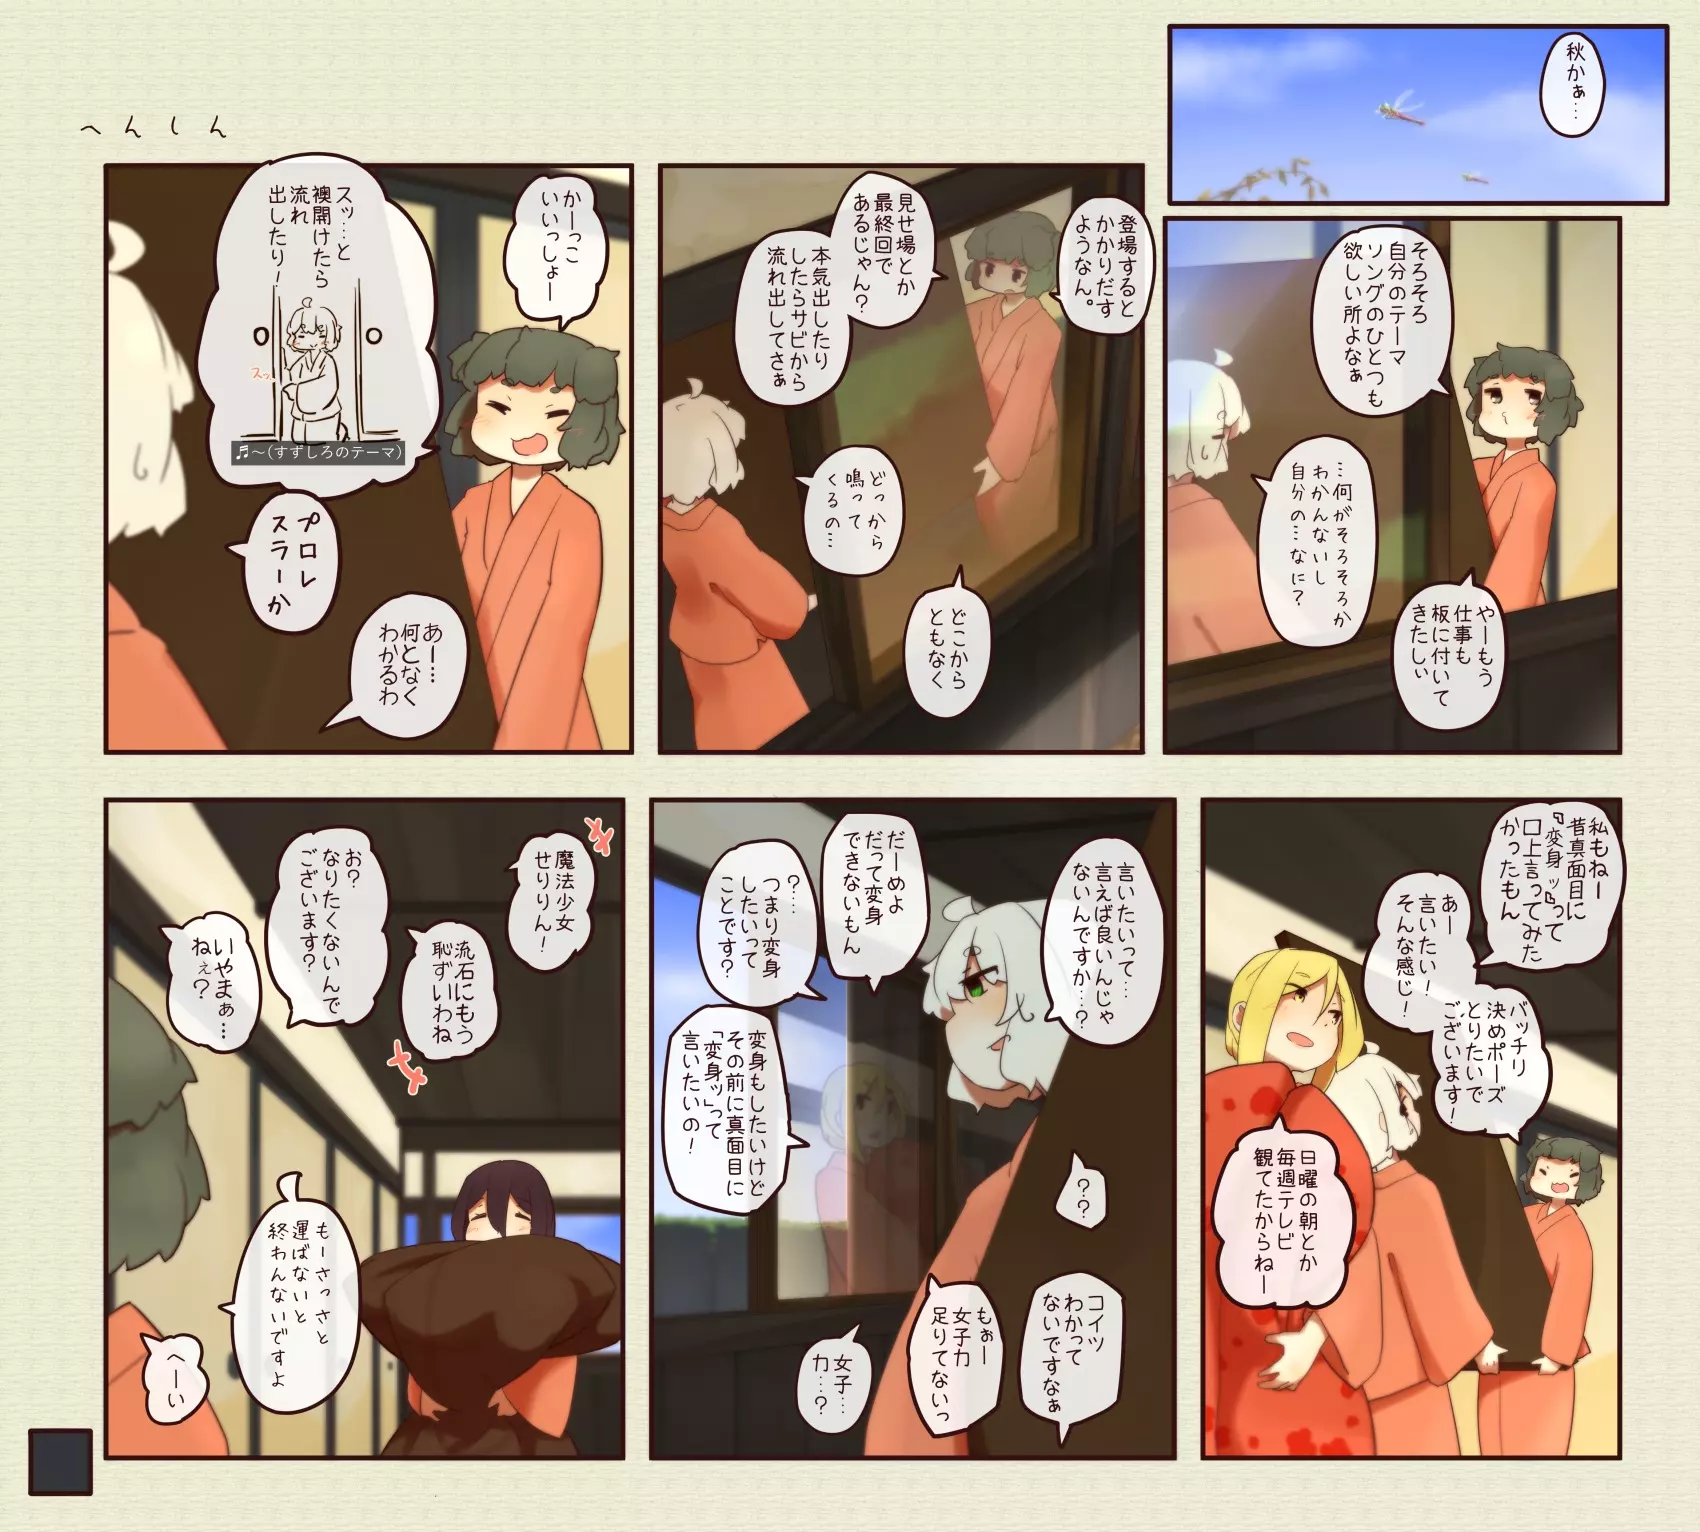 へんしん
秋かぁ…
そろそろ
自分のテーマ
ソングのひとつも
欲しい所よなぁ
…何がそろそろか
わかんないし
自分の…なに？
やーもう
仕事も
板に付いて
きたしぃ
登場すると
かかりだす
ようなん。
見せ場とか
最終回で
あるじゃん？
本気出したり
したらサビから
流れ出してさぁ
どっから
鳴って
くるの…
どこから
ともなく
かーっこ
いいっしょー
スッ…と
襖開けたら
流れ
出したり！
スッ
♬～(すずしろのテーマ)
プロレ
スラーか
あー…
何となく
わかるわ
私もねー
昔真面目に
『変身ッ』って
口上言ってみた
かったもん
あー
言いたい！
そんな感じ！
バッチリ
決めポーズ
とりたいで
ございます！
日曜の朝とか
毎週テレビ
観てたからねー
言いたいって…
言えば良いんじゃ
ないんですか…？
だーめよ
だって変身
できないもん
？…
つまり変身
したいって
ことです？
変身もしたいけど
その前に真面目に
「変身ッ」って
言いたいの！
？？
コイツ
わかって
ないですなぁ
もぉー
女子力
足りてないっ
女子…
力…？
魔法少女
せりりん！
流石にもう
恥ずいわね
お？
なりたくないんで
ございます？
いやまぁ…
ねぇ？
もーさっさと
運ばないと
終わんないですよ
へーい